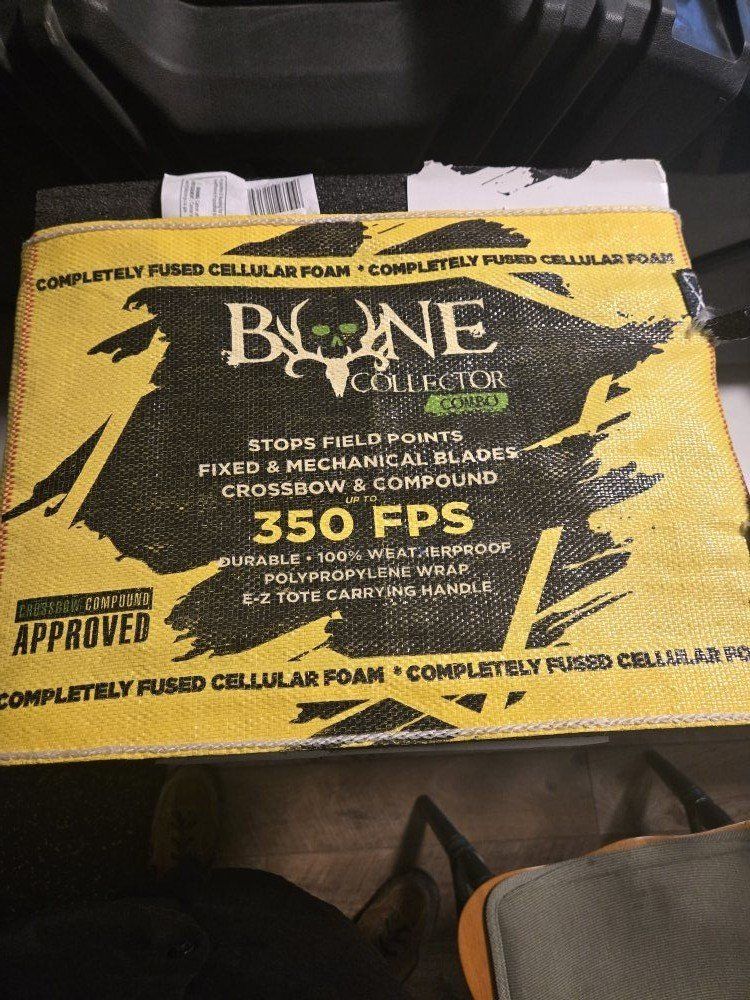 COMPLETELY FUSED CELLULAR FOAM * COMPLETELY FUSED CELLULAR FOAM
BONE
COLLECTOR
COMBO
STOPS FIELD POINTS
FIXED & MECHANICAL BLADES
CROSSBOW & COMPOUND
UP TO
350 FPS
DURABLE • 100% WEATHERPROOF
POLYPROPYLENE WRAP
E-Z TOTE CARRYING HANDLE
CROSSBOW COMPOUND
APPROVED
COMPLETELY FUSED CELLULAR FOAM * COMPLETELY FUSED CELLULAR FO